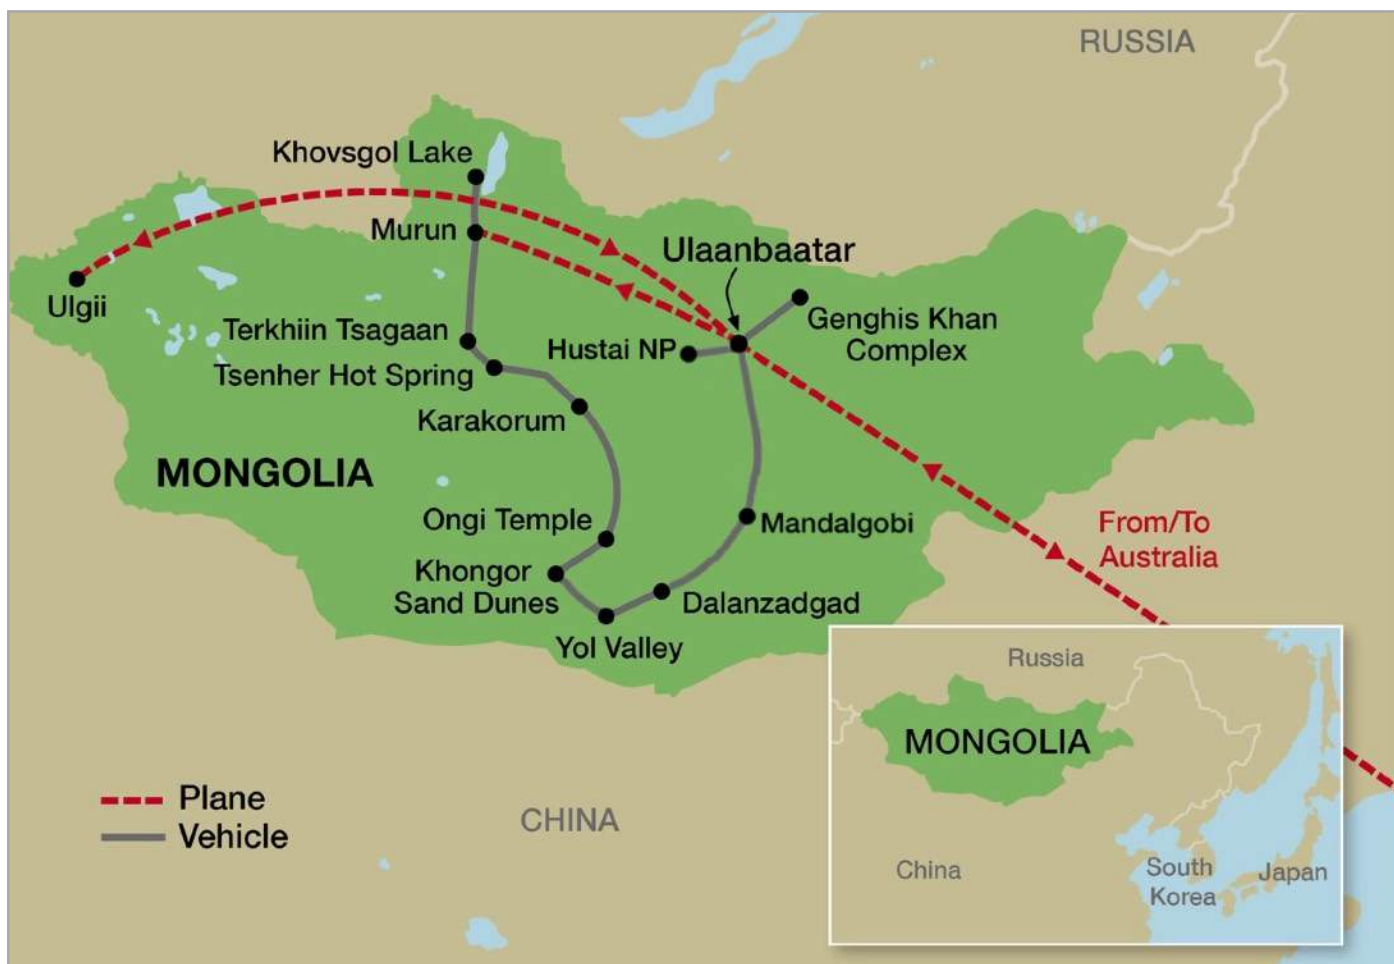 RUSSIA
Khovsgol Lake
Murun
Ulaanbaatar
Ulgii
Genghis Khan
Complex
Terkhiin Tsagaan
Hustai NP
Tsenher Hot Spring
Karakorum
MONGOLIA
Ongi Temple
Mandalgobi
From/To
Australia
Khongor
Sand Dunes
Dalanzadgad
Yol Valley
Russia
MONGOLIA
Plane
Vehicle
CHINA
China
South
Korea
Japan